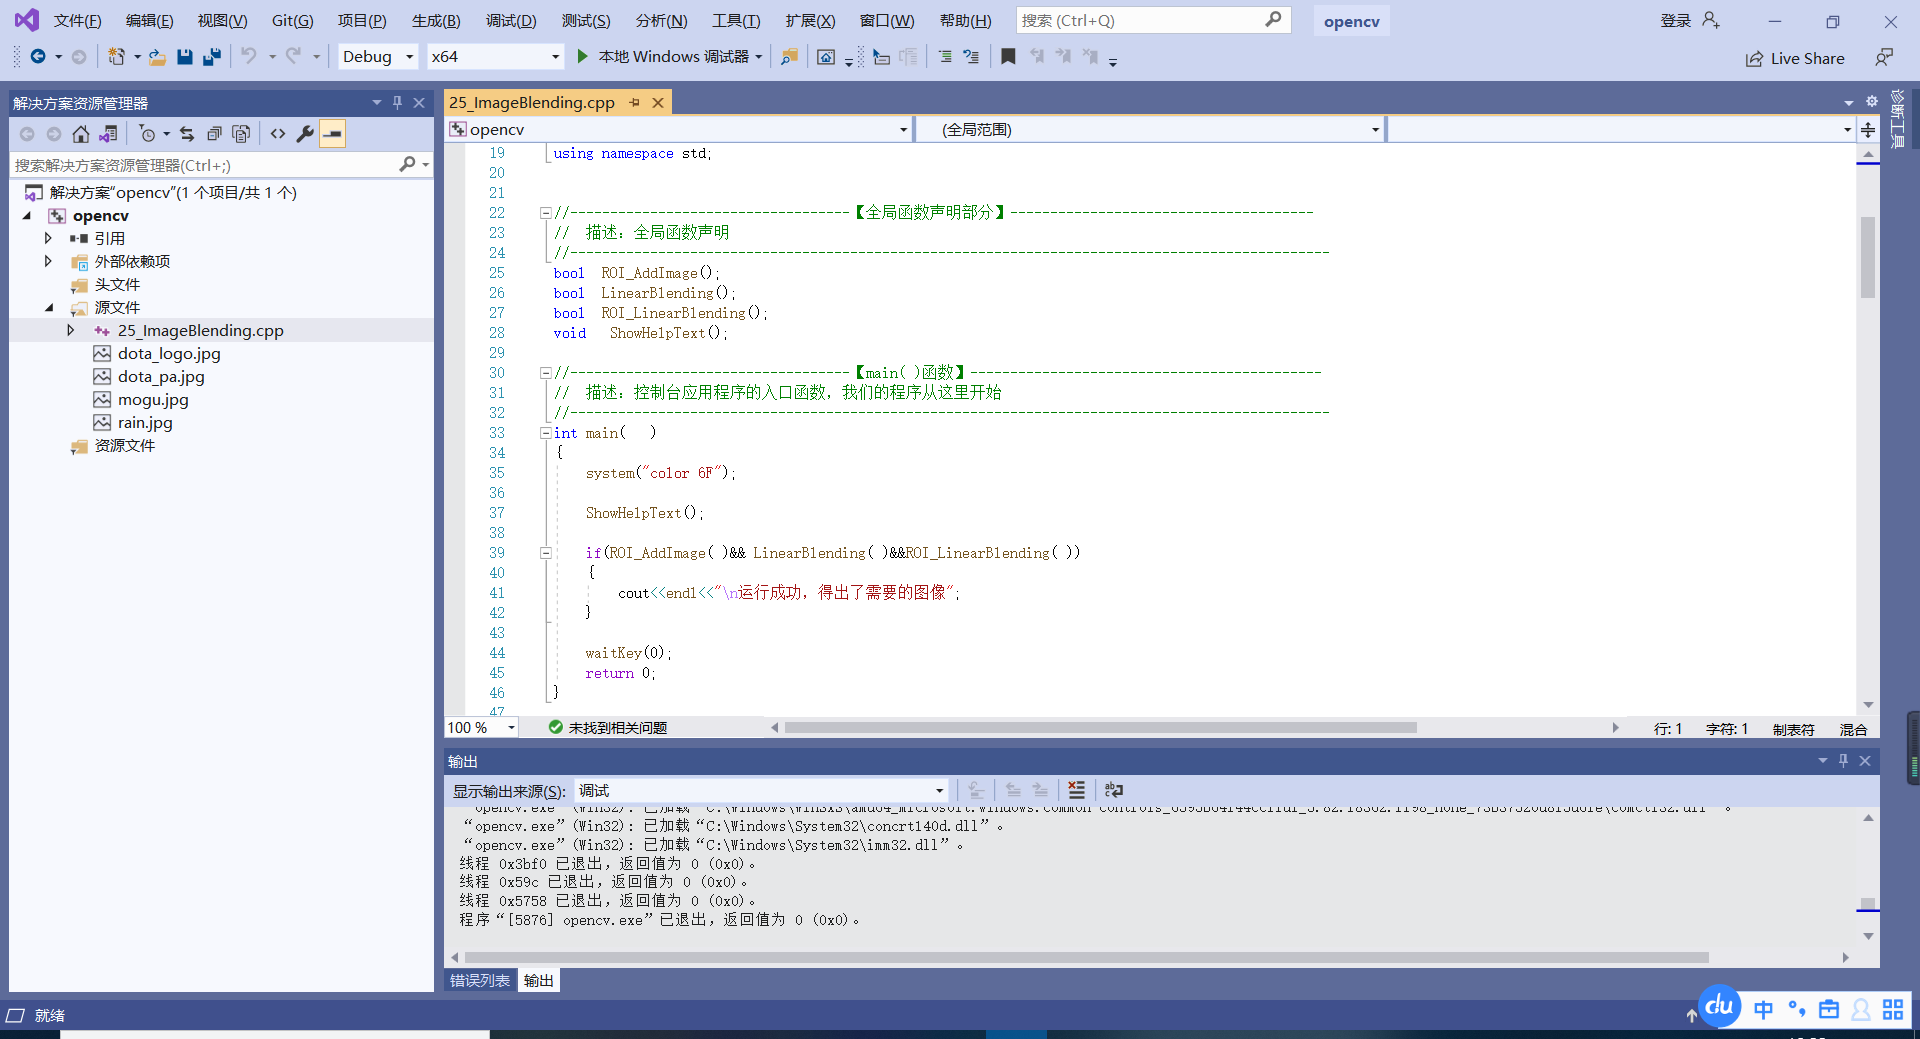 文件(F) 编辑(E) 视图(V) Git(G) 项目(P) 生成(B) 调试(D) 测试(S) 分析(N) 工具(T) 扩展(X) 窗口(W) 帮助(H) 搜索 (Ctrl+Q) opencv 登录
Debug x64 本地 Windows 调试器 Live Share
解决方案资源管理器
搜索解决方案资源管理器(Ctrl+;)
解决方案"opencv"(1 个项目/共 1 个)
opencv
引用
外部依赖项
头文件
源文件
25_ImageBlending.cpp
dota_logo.jpg
dota_pa.jpg
mogu.jpg
rain.jpg
资源文件
25_ImageBlending.cpp
opencv (全局范围)
诊断工具
19 using namespace std;
20
21
22 //-----------------------------------【全局函数声明部分】--------------------------------------
23 // 描述：全局函数声明
24 //-----------------------------------------------------------------------------------------------
25 bool ROI_AddImage();
26 bool LinearBlending();
27 bool ROI_LinearBlending();
28 void ShowHelpText();
29
30 //-----------------------------------【main( )函数】--------------------------------------------
31 // 描述：控制台应用程序的入口函数，我们的程序从这里开始
32 //-----------------------------------------------------------------------------------------------
33 int main( )
34 {
35 system("color 6F");
36
37 ShowHelpText();
38
39 if(ROI_AddImage( )&& LinearBlending( )&&ROI_LinearBlending( ))
40 {
41 cout<<endl<<"\n运行成功，得出了需要的图像";
42 }
43
44 waitKey(0);
45 return 0;
46 }
47
100 % 未找到相关问题 行: 1 字符: 1 制表符 混合
输出
显示输出来源(S): 调试
“opencv.exe” (Win32): 已加载 “C:\Windows\System32\concrt140d.dll”。
“opencv.exe” (Win32): 已加载 “C:\Windows\System32\imm32.dll”。
线程 0x3bf0 已退出，返回值为 0 (0x0)。
线程 0x59c 已退出，返回值为 0 (0x0)。
线程 0x5758 已退出，返回值为 0 (0x0)。
程序 “[5876] opencv.exe” 已退出，返回值为 0 (0x0)。
错误列表 输出
就绪
du 中